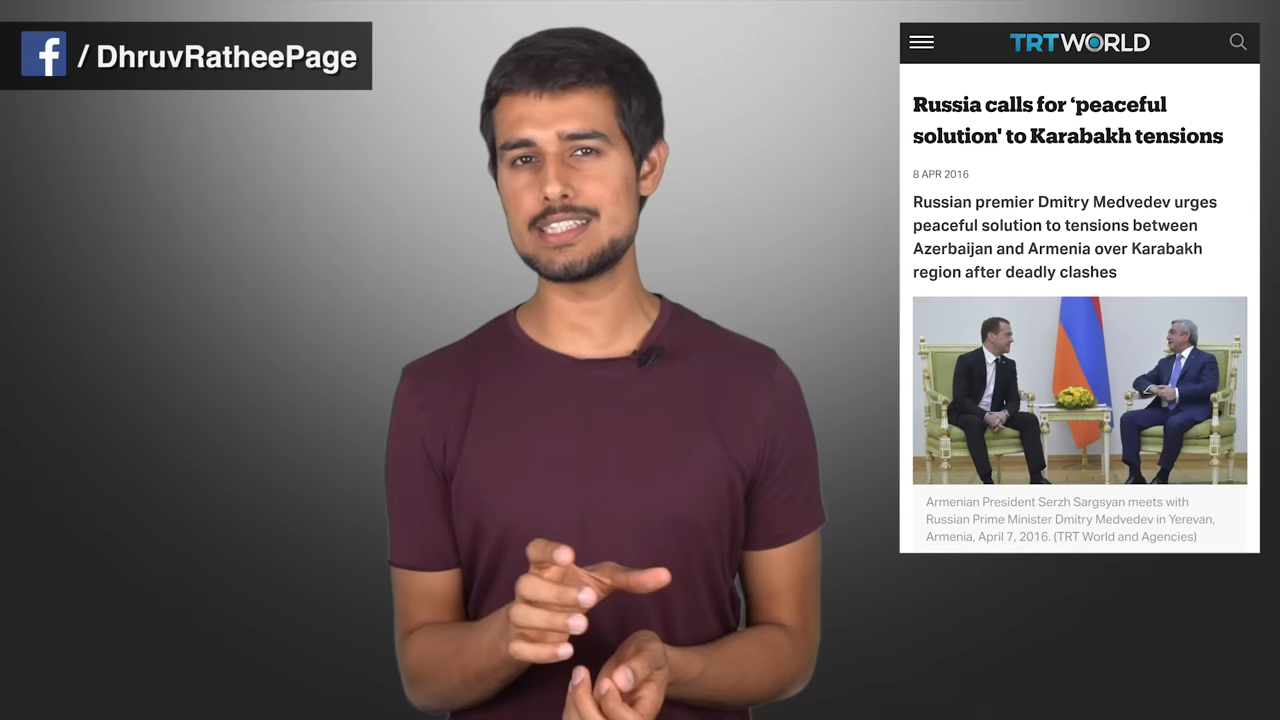 / DhruvRatheePage
TRTWORLD
Russia calls for ‘peaceful
solution' to Karabakh tensions
8 APR 2016
Russian premier Dmitry Medvedev urges
peaceful solution to tensions between
Azerbaijan and Armenia over Karabakh
region after deadly clashes
Armenian President Serzh Sargsyan meets with
Russian Prime Minister Dmitry Medvedev in Yerevan,
Armenia, April 7, 2016. (TRT World and Agencies)